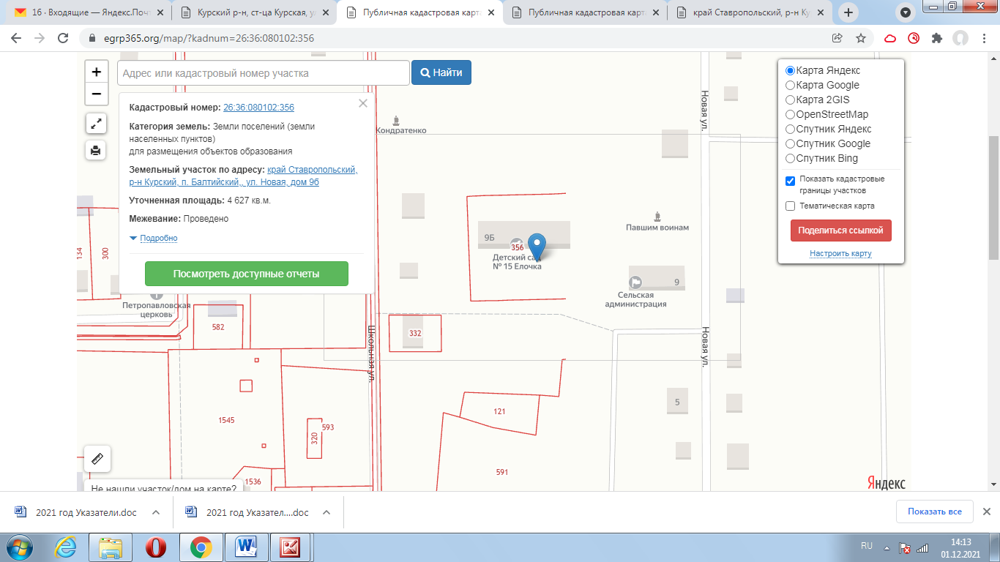 16 · Входящие — Яндекс.Почт
Курский р-н, ст-ца Курская, у
Публичная кадастровая карта
Публичная кадастровая карта
край Ставропольский, р-н Ку
egrp365.org/map/?kadnum=26:36:080102:356
+
−
Адрес или кадастровый номер участка
Найти
Кадастровый номер: 26:36:080102:356
Категория земель: Земли поселений (земли
населенных пунктов)
для размещения объектов образования
Земельный участок по адресу: край Ставропольский,
р-н Курский, п. Балтийский,, ул. Новая, дом 9б
Уточненная площадь: 4 627 кв.м.
Межевание: Проведено
Подробно
Посмотреть доступные отчеты
Карта Яндекс
Карта Google
Карта 2GIS
OpenStreetMap
Спутник Яндекс
Спутник Google
Спутник Bing
Показать кадастровые
границы участков
Тематическая карта
Поделиться ссылкой
Настроить карту
Кондратенко
Новая ул.
Павшим воинам
9Б
356
Детский сад
№ 15 Елочка
9
Сельская
администрация
134
300
Петропавловская
церковь
582
332
Школьная ул.
Новая ул.
5
121
1545
593
320
591
1536
Не нашли участок/дом на карте?
Яндекс
2021 год Указатели.doc
2021 год Указател....doc
Показать все
RU
14:13
01.12.2021